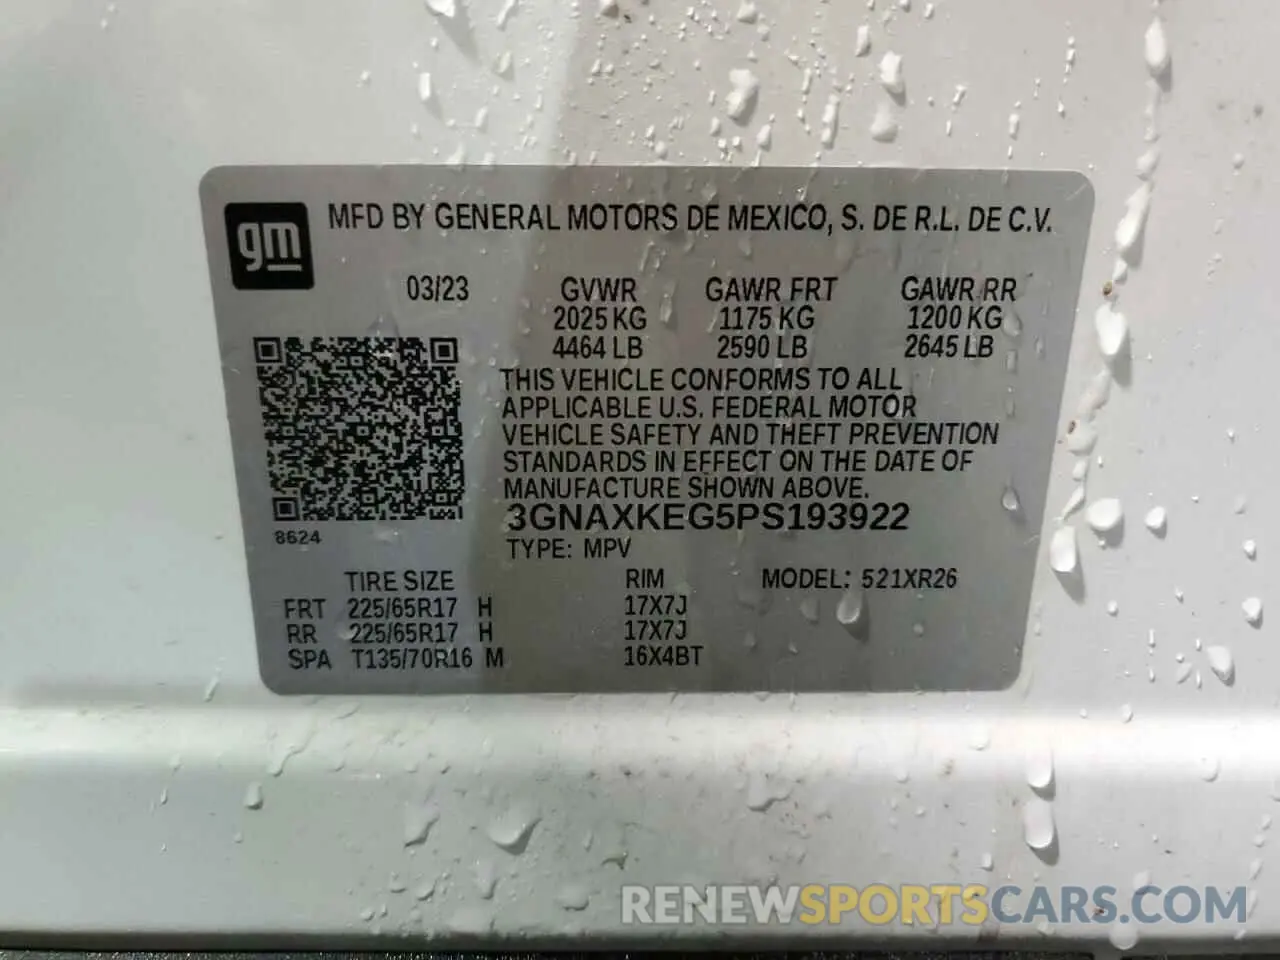 gm
MFD BY GENERAL MOTORS DE MEXICO, S. DE R.L. DE C.V.
03/23 GVWR GAWR FRT GAWR RR
2025 KG 1175 KG 1200 KG
4464 LB 2590 LB 2645 LB
THIS VEHICLE CONFORMS TO ALL
APPLICABLE U.S. FEDERAL MOTOR
VEHICLE SAFETY AND THEFT PREVENTION
STANDARDS IN EFFECT ON THE DATE OF
MANUFACTURE SHOWN ABOVE.
3GNAXKEG5PS193922
8624
TYPE: MPV
TIRE SIZE RIM MODEL: 521XR26
FRT 225/65R17 H 17X7J
RR 225/65R17 H 17X7J
SPA T135/70R16 M 16X4BT
RENEWSPORTSCARS.COM